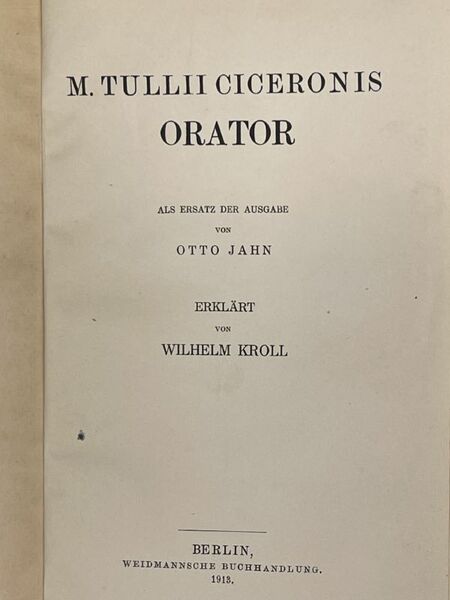 M. TULLII CICERONIS
ORATOR
ALS ERSATZ DER AUSGABE
VON
OTTO JAHN
ERKLÄRT
VON
WILHELM KROLL
BERLIN,
WEIDMANNSCHE BUCHHANDLUNG.
1913.